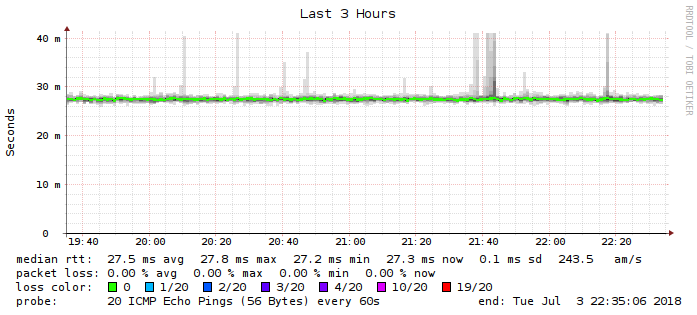 Last 3 Hours
RRDTOOL / TOBI OETIKER
Seconds
40 m
30 m
20 m
10 m
0
19:40 20:00 20:20 20:40 21:00 21:20 21:40 22:00 22:20
median rtt: 27.5 ms avg 27.8 ms max 27.2 ms min 27.3 ms now 0.1 ms sd 243.5 am/s
packet loss: 0.00 % avg 0.00 % max 0.00 % min 0.00 % now
loss color: 0 1/20 2/20 3/20 4/20 10/20 19/20
probe: 20 ICMP Echo Pings (56 Bytes) every 60s end: Tue Jul 3 22:35:06 2018